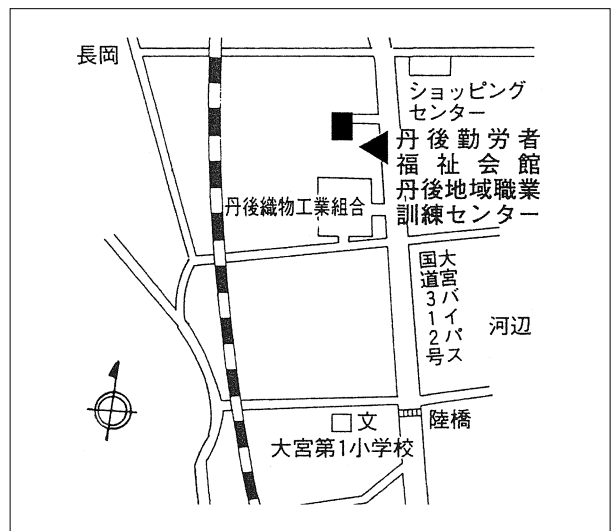 長岡
ショッピング
センター
丹後勤労者
福祉会館
丹後地域職業
訓練センター
丹後織物工業組合
大宮バイパス
国道312号
河辺
文
陸橋
大宮第1小学校